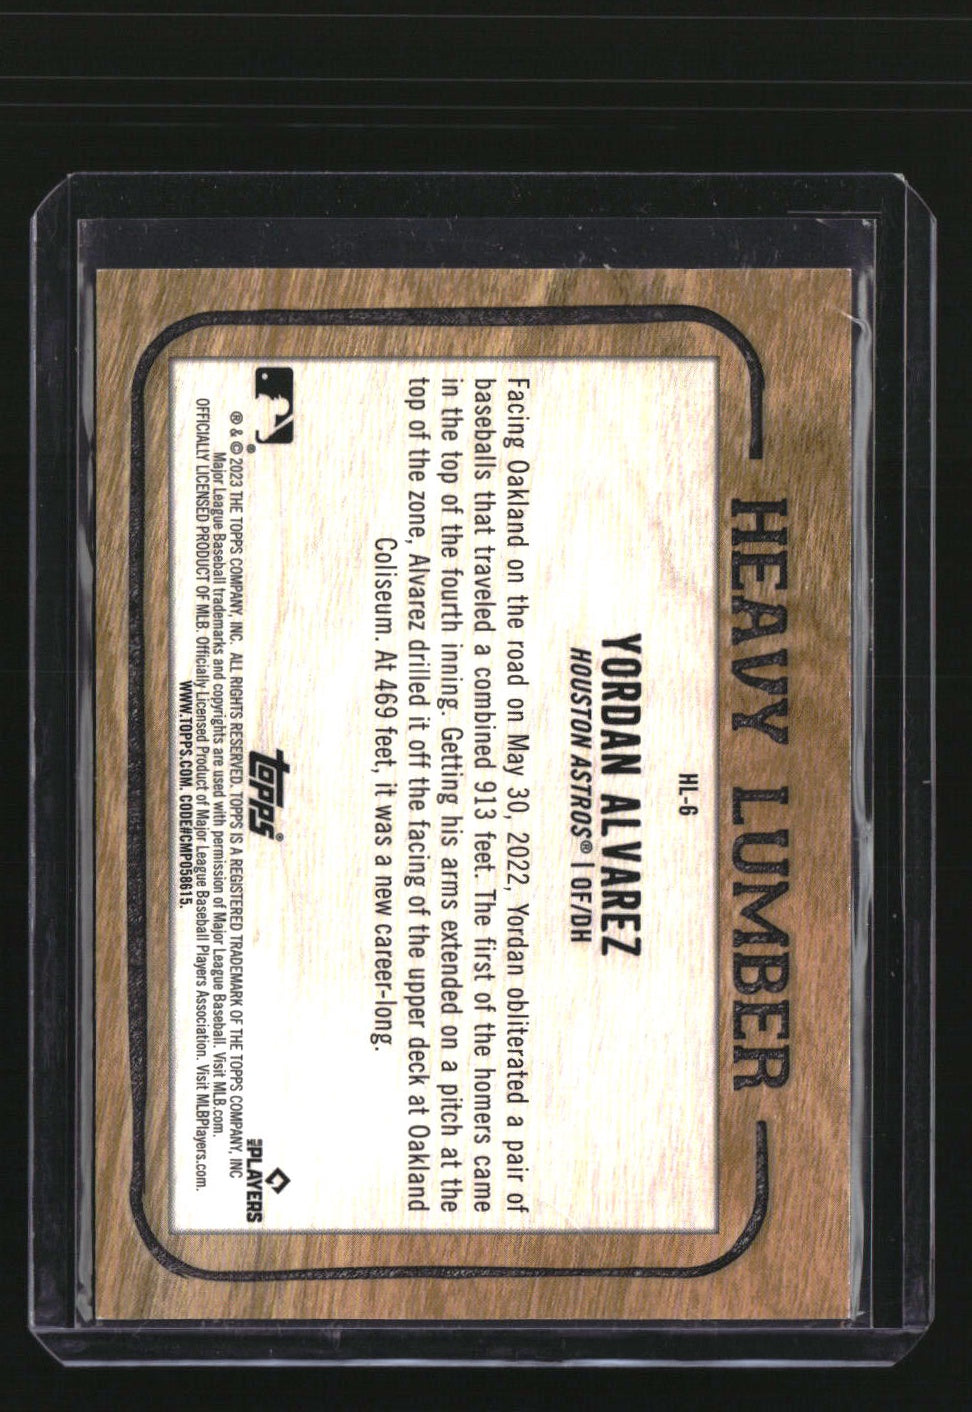 HEAVY LUMBER
HL-6
YORDAN ALVAREZ
HOUSTON ASTROS® | OF/DH
Facing Oakland on the road on May 30, 2022, Yordan obliterated a pair of
baseballs that traveled a combined 913 feet. The first of the homers came
in the top of the fourth inning. Getting his arms extended on a pitch at the
top of the zone, Alvarez drilled it off the facing of the upper deck at Oakland
Coliseum. At 469 feet, it was a new career-long.
®
topps®
MLB PLAYERS
® & © 2023 THE TOPPS COMPANY, INC. ALL RIGHTS RESERVED. TOPPS IS A REGISTERED TRADEMARK OF THE TOPPS COMPANY, INC
Major League Baseball trademarks and copyrights are used with permission of Major League Baseball. Visit MLB.com.
OFFICIALLY LICENSED PRODUCT OF MLB. Officially Licensed Product of Major League Baseball Players Association. Visit MLBPlayers.com.
WWW.TOPPS.COM. CODE#CMP058615.